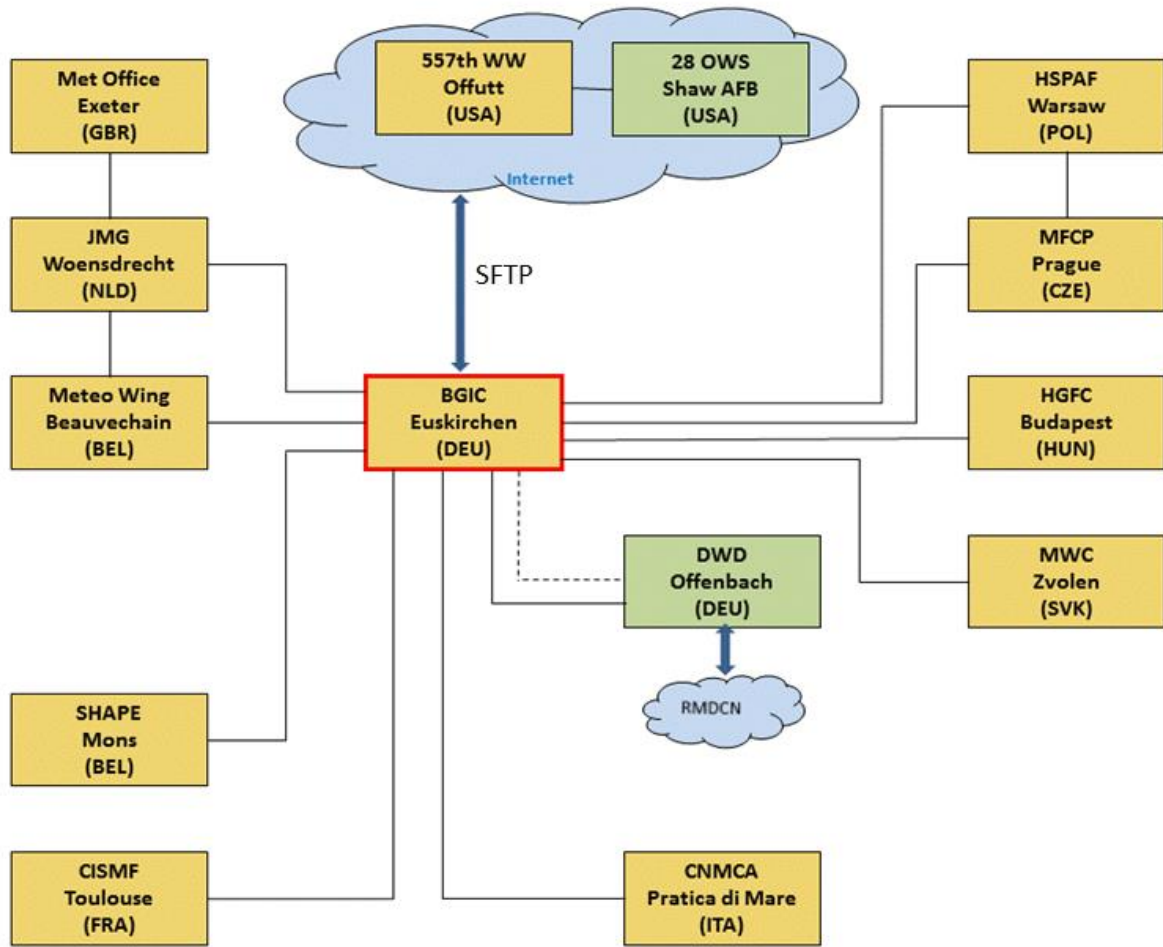 557th WW
Offutt
(USA)
28 OWS
Shaw AFB
(USA)
Internet
Met Office
Exeter
(GBR)
HSPAF
Warsaw
(POL)
JMG
Woensdrecht
(NLD)
SFTP
MFCP
Prague
(CZE)
Meteo Wing
Beauvechain
(BEL)
BGIC
Euskirchen
(DEU)
HGFC
Budapest
(HUN)
DWD
Offenbach
(DEU)
MWC
Zvolen
(SVK)
RMDCN
SHAPE
Mons
(BEL)
CISMF
Toulouse
(FRA)
CNMCA
Pratica di Mare
(ITA)